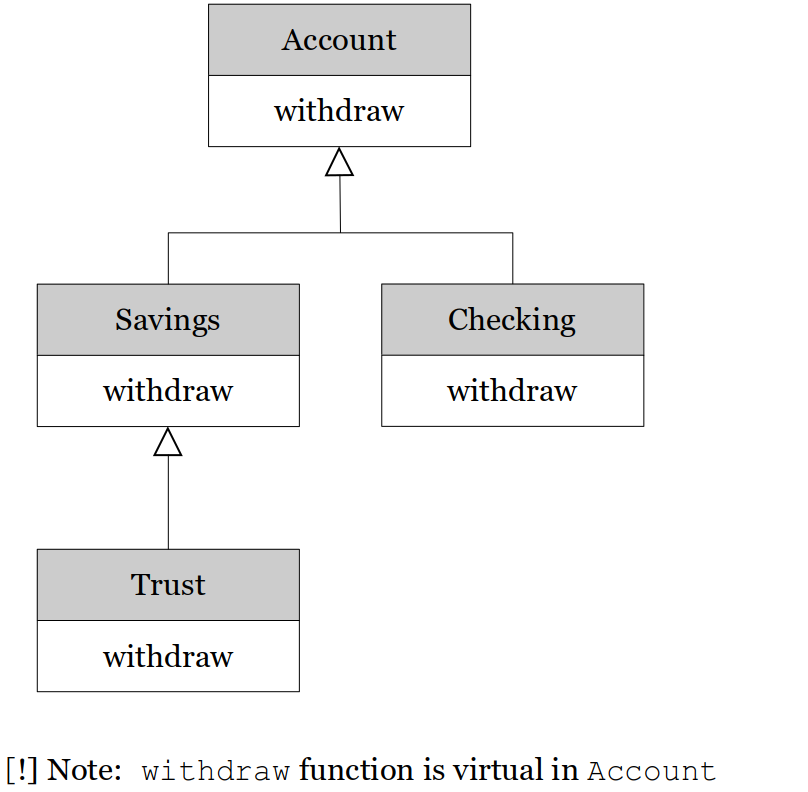 Account
withdraw
Savings
Checking
withdraw
withdraw
Trust
withdraw
[!] Note: withdraw function is virtual in Account